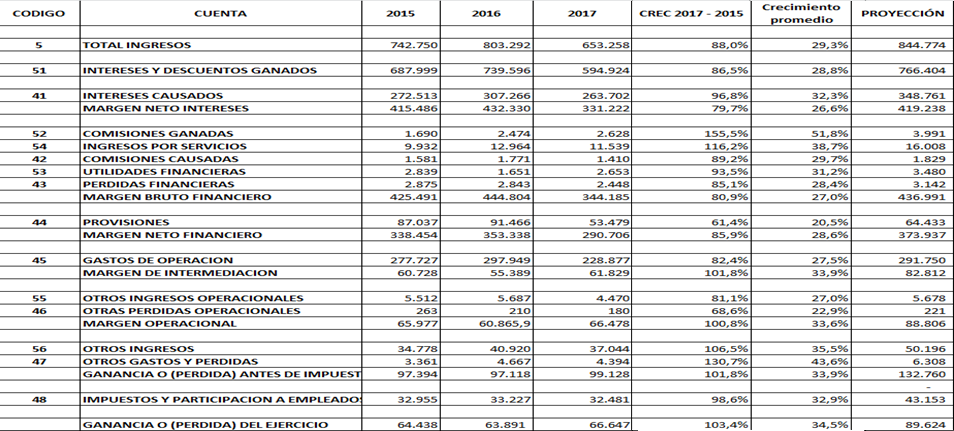 CODIGO CUENTA 2015 2016 2017 CREC 2017 - 2015 Crecimiento promedio PROYECCIÓN
5 TOTAL INGRESOS 742.750 803.292 653.258 88,0% 29,3% 844.774
51 INTERESES Y DESCUENTOS GANADOS 687.999 739.596 594.924 86,5% 28,8% 766.404
41 INTERESES CAUSADOS 272.513 307.266 263.702 96,8% 32,3% 348.761
MARGEN NETO INTERESES 415.486 432.330 331.222 79,7% 26,6% 419.238
52 COMISIONES GANADAS 1.690 2.474 2.628 155,5% 51,8% 3.991
54 INGRESOS POR SERVICIOS 9.932 12.964 11.539 116,2% 38,7% 16.008
42 COMISIONES CAUSADAS 1.581 1.771 1.410 89,2% 29,7% 1.829
53 UTILIDADES FINANCIERAS 2.839 1.651 2.653 93,5% 31,2% 3.480
43 PERDIDAS FINANCIERAS 2.875 2.843 2.448 85,1% 28,4% 3.142
MARGEN BRUTO FINANCIERO 425.491 444.804 344.185 80,9% 27,0% 436.991
44 PROVISIONES 87.037 91.466 53.479 61,4% 20,5% 64.433
MARGEN NETO FINANCIERO 338.454 353.338 290.706 85,9% 28,6% 373.937
45 GASTOS DE OPERACION 277.727 297.949 228.877 82,4% 27,5% 291.750
MARGEN DE INTERMEDIACION 60.728 55.389 61.829 101,8% 33,9% 82.812
55 OTROS INGRESOS OPERACIONALES 5.512 5.687 4.470 81,1% 27,0% 5.678
46 OTRAS PERDIDAS OPERACIONALES 263 210 180 68,6% 22,9% 221
MARGEN OPERACIONAL 65.977 60.865,9 66.478 100,8% 33,6% 88.806
56 OTROS INGRESOS 34.778 40.920 37.044 106,5% 35,5% 50.196
47 OTROS GASTOS Y PERDIDAS 3.361 4.667 4.394 130,7% 43,6% 6.308
GANANCIA O (PERDIDA) ANTES DE IMPUEST 97.394 97.118 99.128 101,8% 33,9% 132.760
-
48 IMPUESTOS Y PARTICIPACION A EMPLEADOS 32.955 33.227 32.481 98,6% 32,9% 43.153
GANANCIA O (PERDIDA) DEL EJERCICIO 64.438 63.891 66.647 103,4% 34,5% 89.624